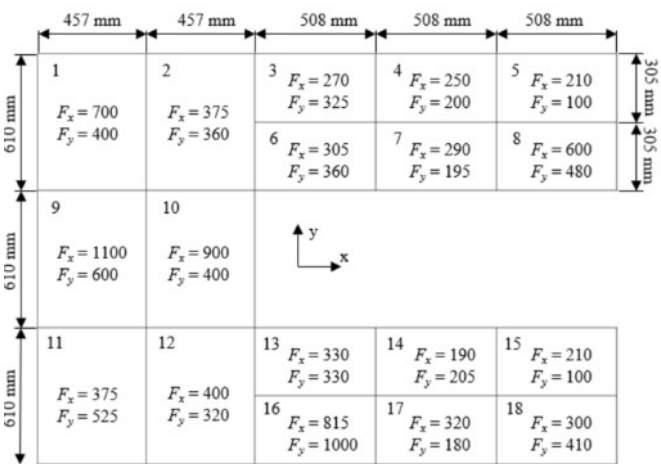 457 mm 457 mm 508 mm 508 mm 508 mm
610 mm
1
Fx = 700
Fy = 400
2
Fx = 375
Fy = 360
3
Fx = 270
Fy = 325
4
Fx = 250
Fy = 200
5
Fx = 210
Fy = 100
305 mm
6
Fx = 305
Fy = 360
7
Fx = 290
Fy = 195
8
Fx = 600
Fy = 480
305 mm
610 mm
9
Fx = 1100
Fy = 600
10
Fx = 900
Fy = 400
y
x
610 mm
11
Fx = 375
Fy = 525
12
Fx = 400
Fy = 320
13
Fx = 330
Fy = 330
14
Fx = 190
Fy = 205
15
Fx = 210
Fy = 100
16
Fx = 815
Fy = 1000
17
Fx = 320
Fy = 180
18
Fx = 300
Fy = 410